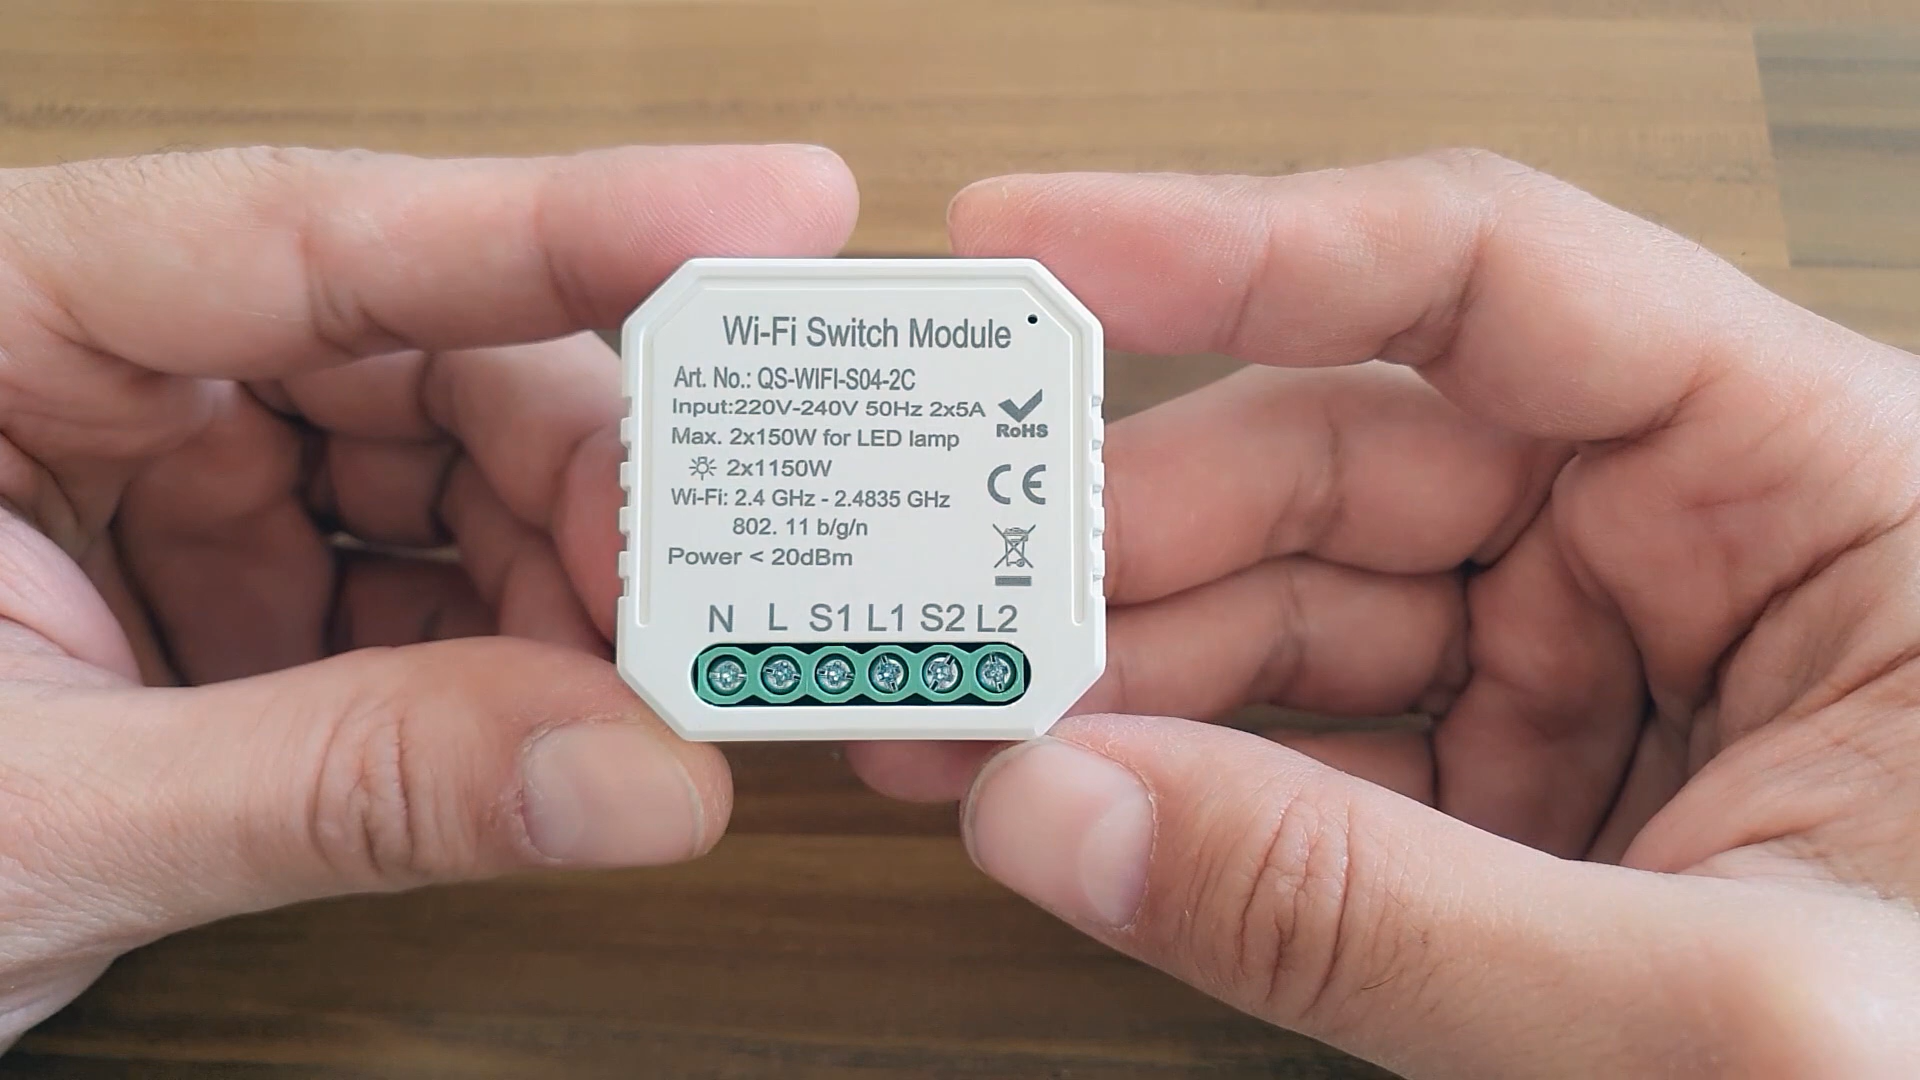 Wi-Fi Switch Module
Art. No.: QS-WIFI-S04-2C
Input:220V-240V 50Hz 2x5A
RoHS
Max. 2x150W for LED lamp
2x1150W
CE
Wi-Fi: 2.4 GHz - 2.4835 GHz
802. 11 b/g/n
Power < 20dBm
N L S1 L1 S2 L2